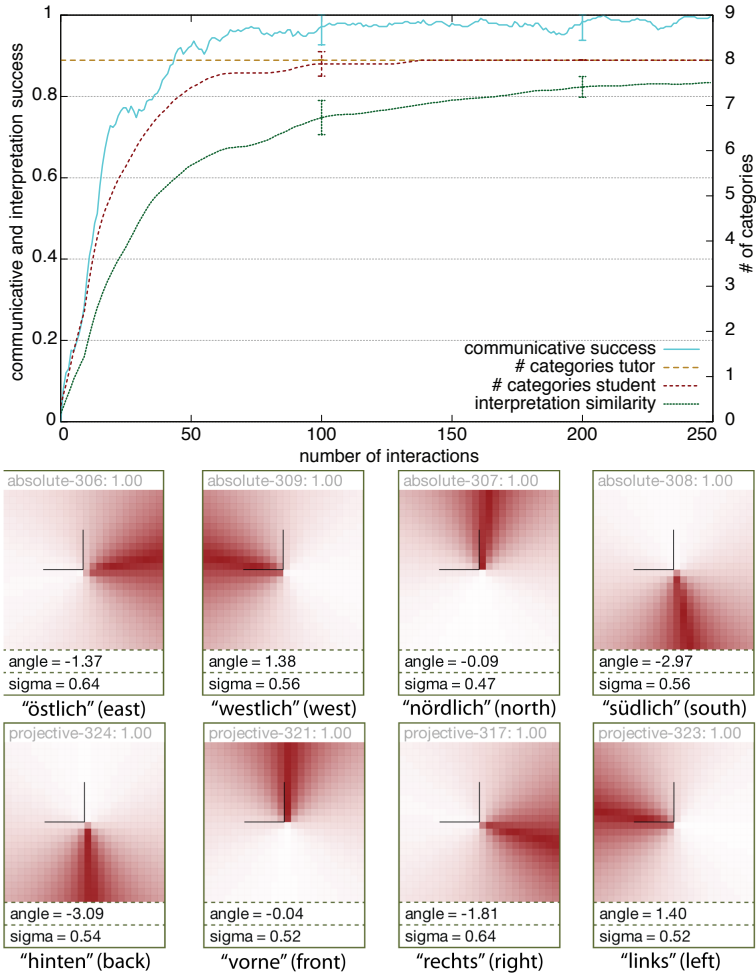 1
0.8
0.6
0.4
0.2
0
communicative and interpretation success
9
8
7
6
5
4
3
2
1
0
# of categories
communicative success
# categories tutor
# categories student
interpretation similarity
0 50 100 150 200 250
number of interactions
absolute-306: 1.00
angle = -1.37
sigma = 0.64
"östlich" (east)
absolute-309: 1.00
angle = 1.38
sigma = 0.56
"westlich" (west)
absolute-307: 1.00
angle = -0.09
sigma = 0.47
"nördlich" (north)
absolute-308: 1.00
angle = -2.97
sigma = 0.56
"südlich" (south)
projective-324: 1.00
angle = -3.09
sigma = 0.54
"hinten" (back)
projective-321: 1.00
angle = -0.04
sigma = 0.52
"vorne" (front)
projective-317: 1.00
angle = -1.81
sigma = 0.64
"rechts" (right)
projective-323: 1.00
angle = 1.40
sigma = 0.52
"links" (left)